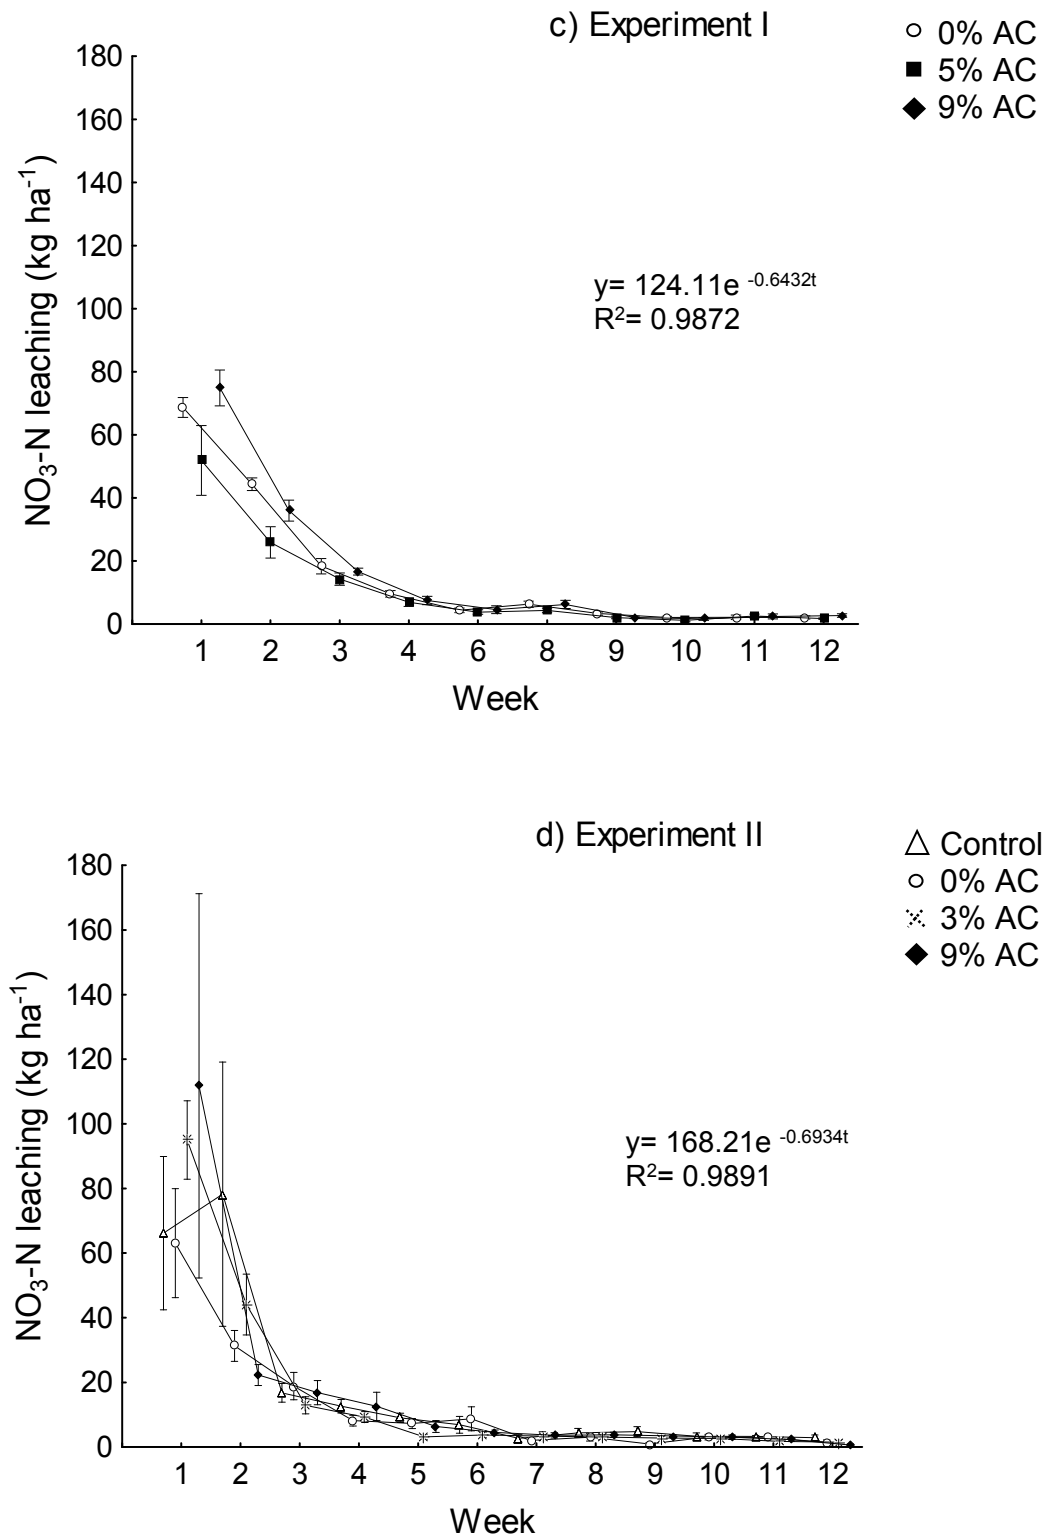 c) Experiment I
0% AC
5% AC
9% AC
180
160
140
120
100
80
60
40
20
0
NO₃-N leaching (kg ha⁻¹)
y= 124.11e ⁻⁰·⁶⁴³²ᵗ
R²= 0.9872
1 2 3 4 6 8 9 10 11 12
Week
d) Experiment II
Control
0% AC
3% AC
9% AC
180
160
140
120
100
80
60
40
20
0
NO₃-N leaching (kg ha⁻¹)
y= 168.21e ⁻⁰·⁶⁹³⁴ᵗ
R²= 0.9891
1 2 3 4 5 6 7 8 9 10 11 12
Week